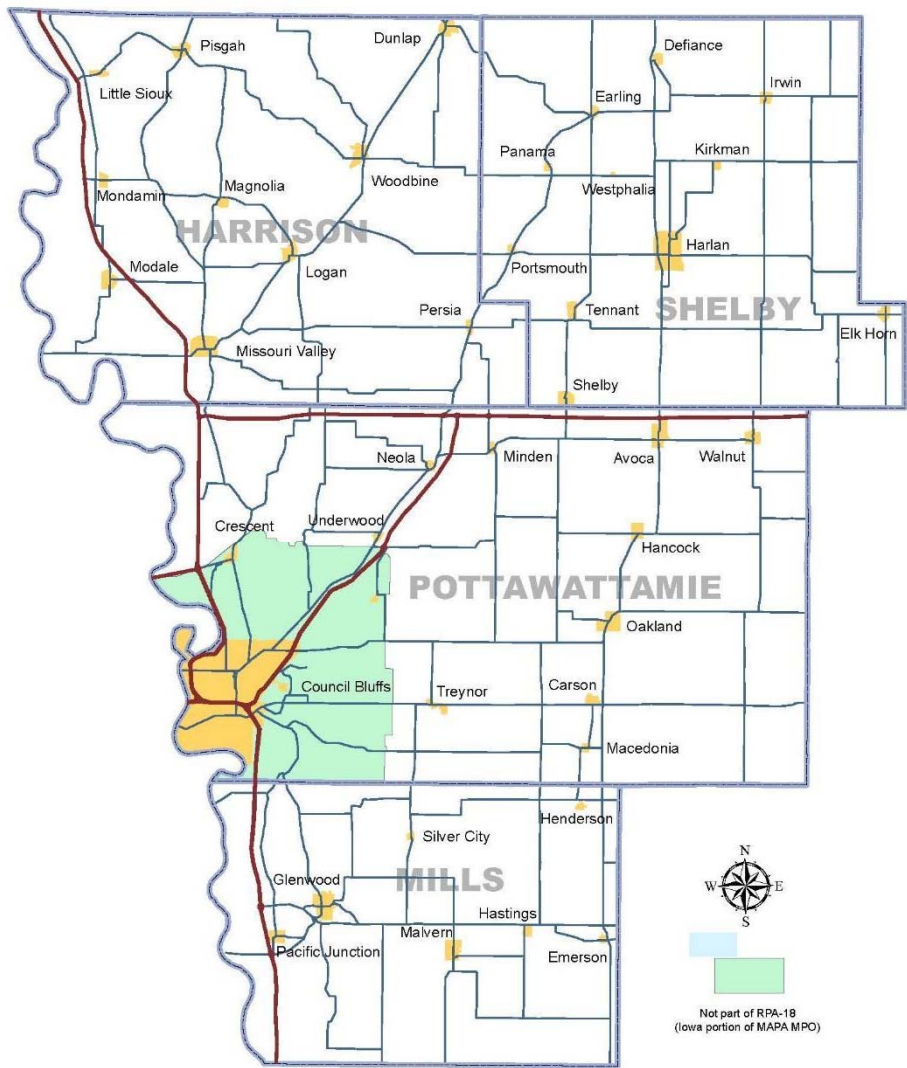 Dunlap
Pisgah
Defiance
Little Sioux
Irwin
Earling
Panama
Kirkman
Woodbine
Westphalia
Mondamin
Magnolia
HARRISON
Harlan
Modale
Logan
Portsmouth
SHELBY
Persia
Tennant
Elk Horn
Missouri Valley
Shelby
Neola
Minden
Avoca
Walnut
Underwood
Crescent
Hancock
POTTAWATTAMIE
Oakland
Council Bluffs
Treynor
Carson
Macedonia
Henderson
Silver City
Glenwood
MILLS
Hastings
Malvern
Pacific Junction
Emerson
N
W
E
S
Not part of RPA-18
(Iowa portion of MAPA MPO)